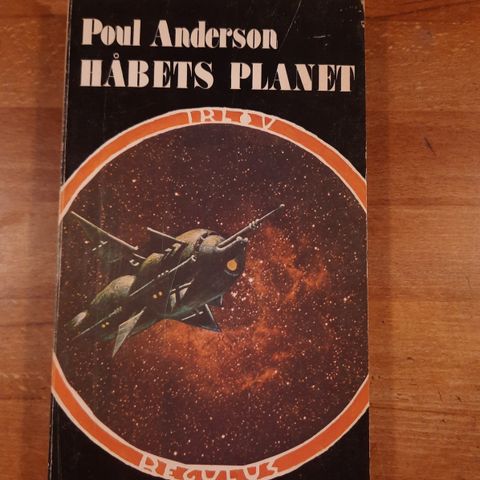 Poul Anderson
HÅBETS PLANET
IRLOV
REGULUS